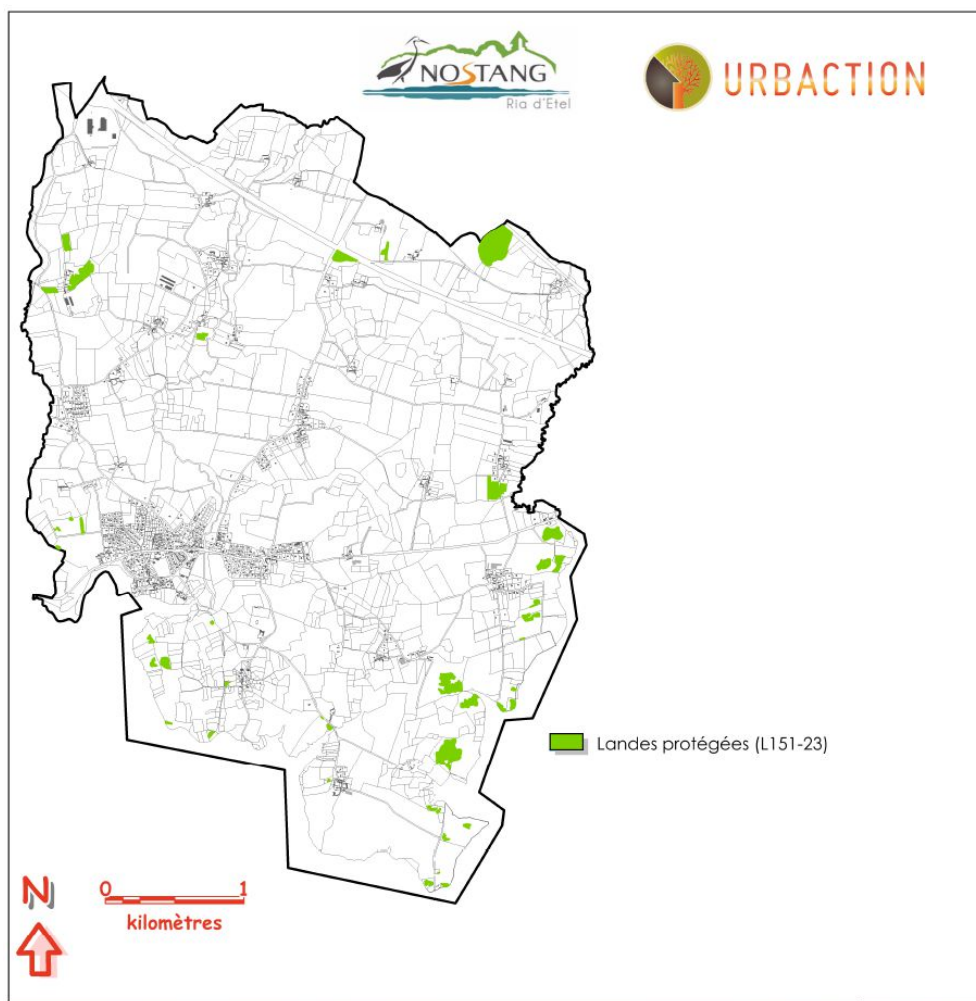 NOSTANG
Ria d'Etel
URBACTION
Landes protégées (L151-23)
N
0 1
kilomètres